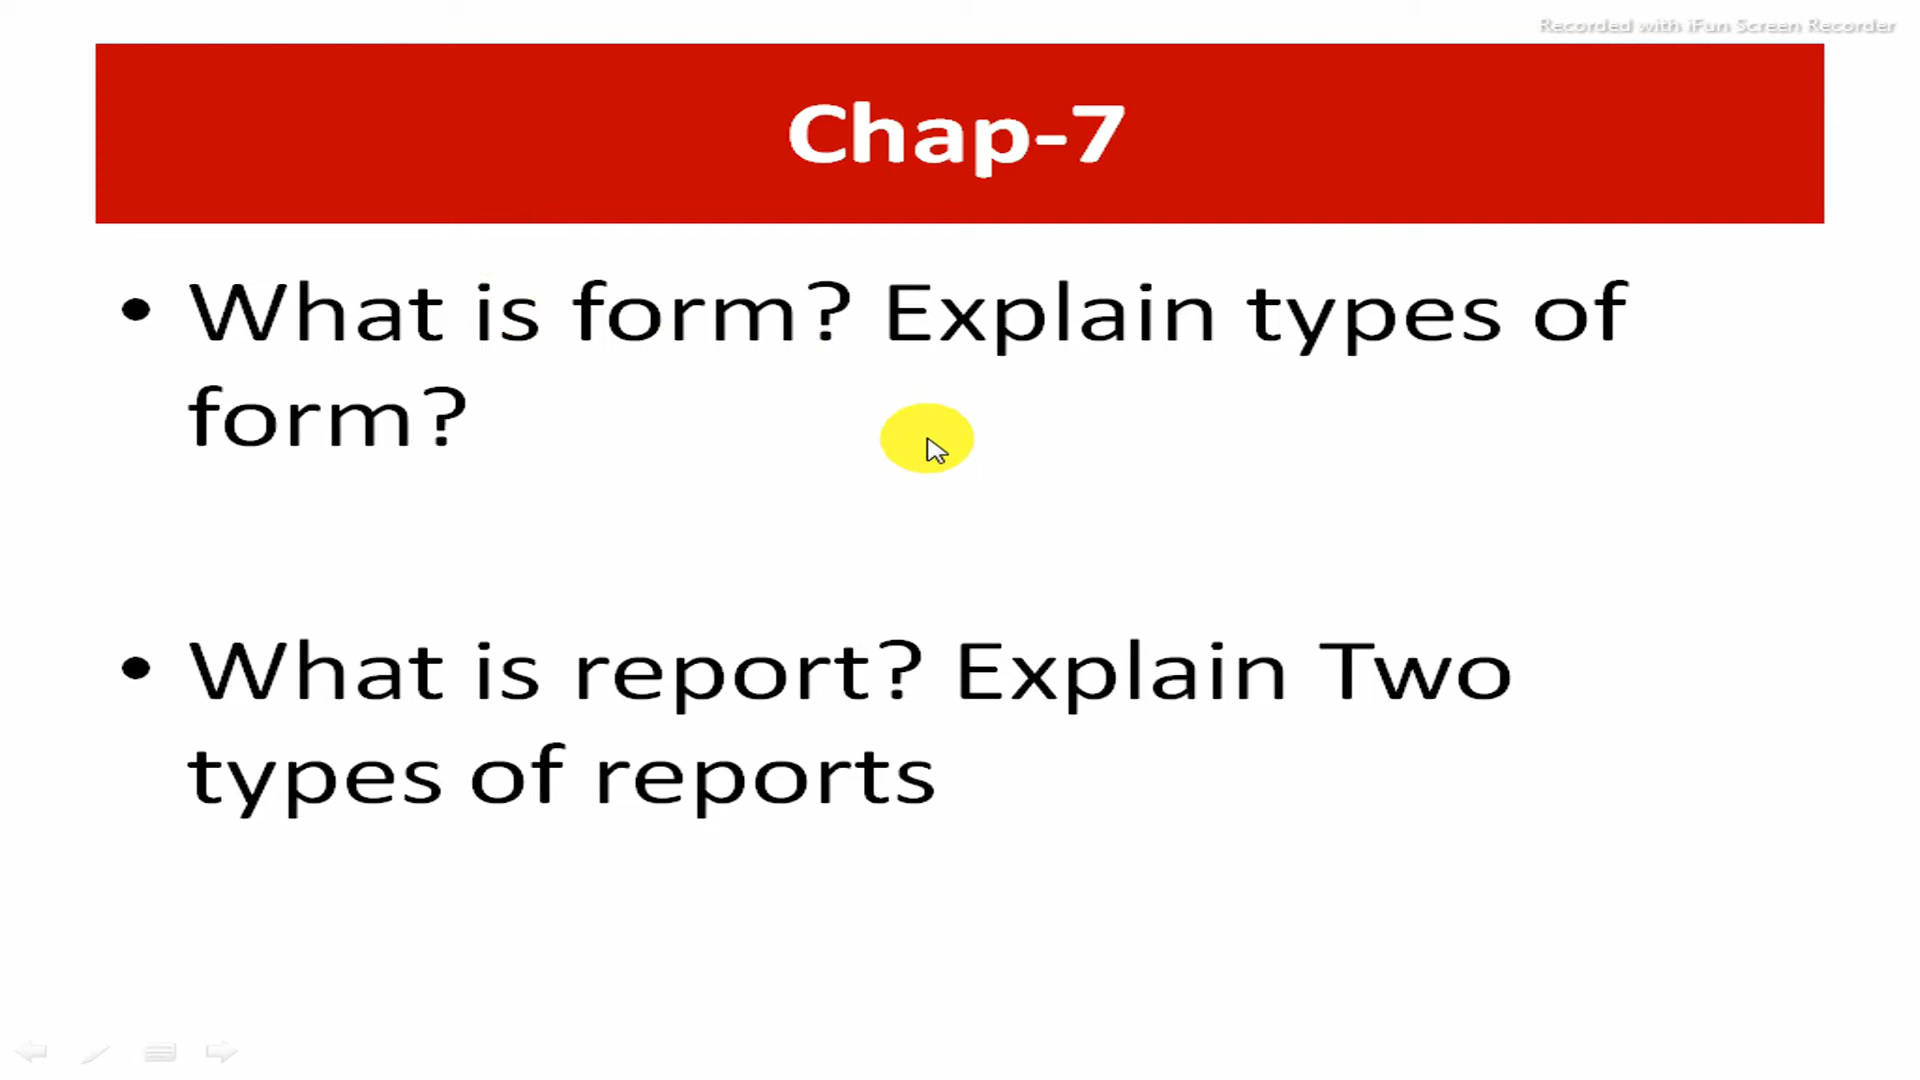 Recorded with iFun Screen Recorder
Chap-7
• What is form? Explain types of
form?
• What is report? Explain Two
types of reports